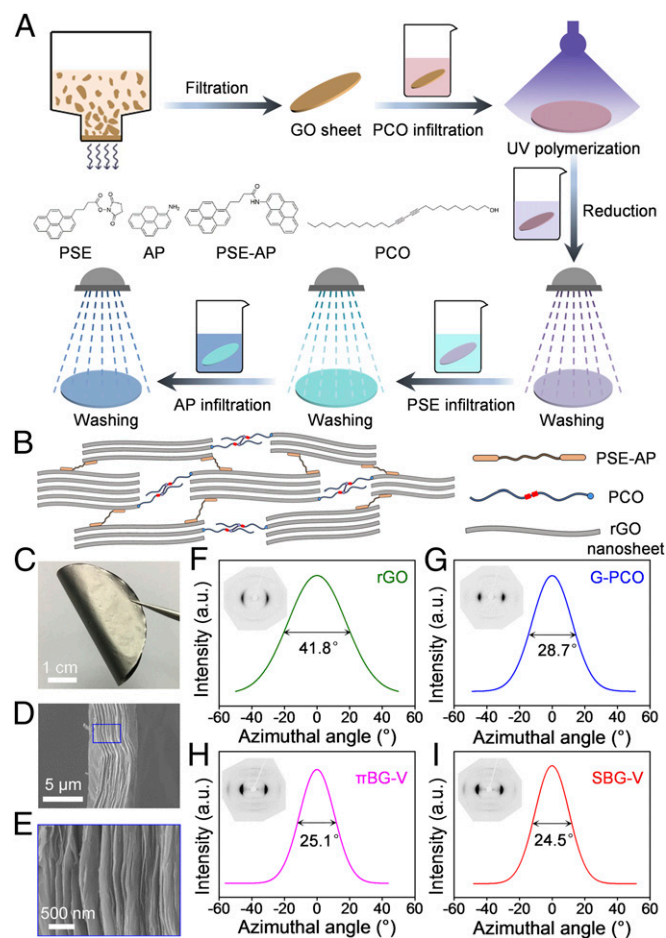 A
Filtration
GO sheet
PCO infiltration
UV polymerization
Reduction
O
O
N
O
O
NH₂
O
HN
OH
PSE
AP
PSE-AP
PCO
Washing
AP infiltration
Washing
PSE infiltration
Washing
B
PSE-AP
PCO
rGO
nanosheet
C
1 cm
D
5 μm
E
500 nm
F
rGO
41.8°
Intensity (a.u.)
-60 -40 -20 0 20 40 60
Azimuthal angle (°)
G
G-PCO
28.7°
Intensity (a.u.)
-60 -40 -20 0 20 40 60
Azimuthal angle (°)
H
πBG-V
25.1°
Intensity (a.u.)
-60 -40 -20 0 20 40 60
Azimuthal angle (°)
I
SBG-V
24.5°
Intensity (a.u.)
-60 -40 -20 0 20 40 60
Azimuthal angle (°)